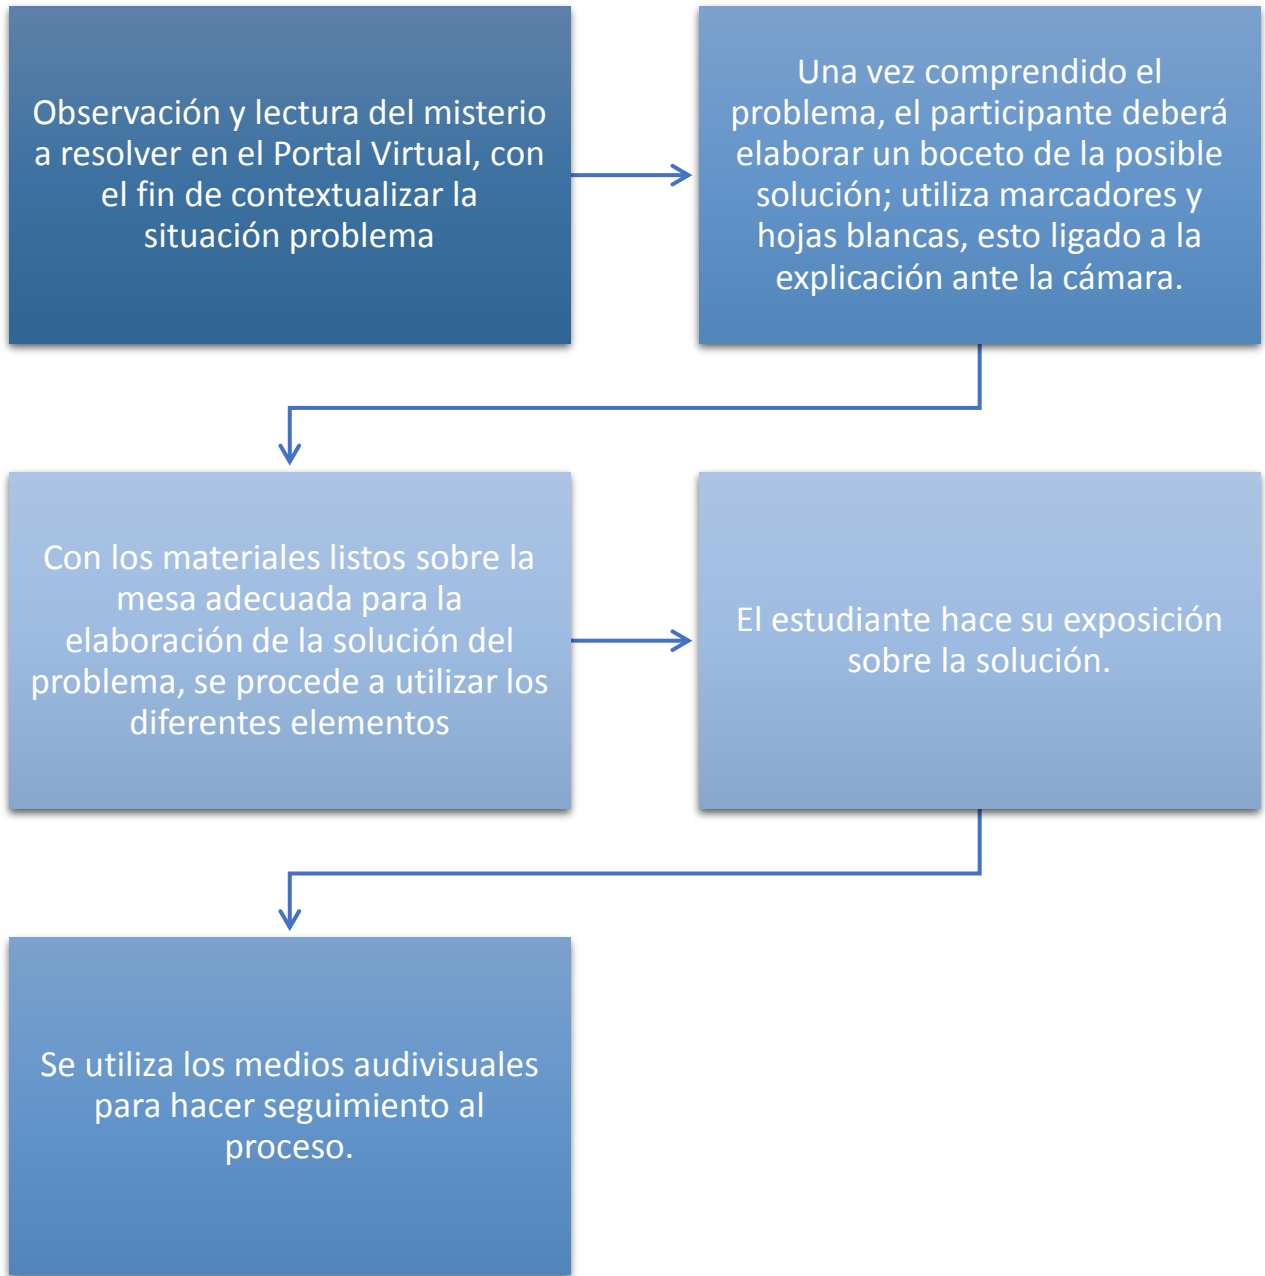 Observación y lectura del misterio
a resolver en el Portal Virtual, con
el fin de contextualizar la
situación problema
Una vez comprendido el
problema, el participante deberá
elaborar un boceto de la posible
solución; utiliza marcadores y
hojas blancas, esto ligado a la
explicación ante la cámara.
Con los materiales listos sobre la
mesa adecuada para la
elaboración de la solución del
problema, se procede a utilizar los
diferentes elementos
El estudiante hace su exposición
sobre la solución.
Se utiliza los medios audivisuales
para hacer seguimiento al
proceso.